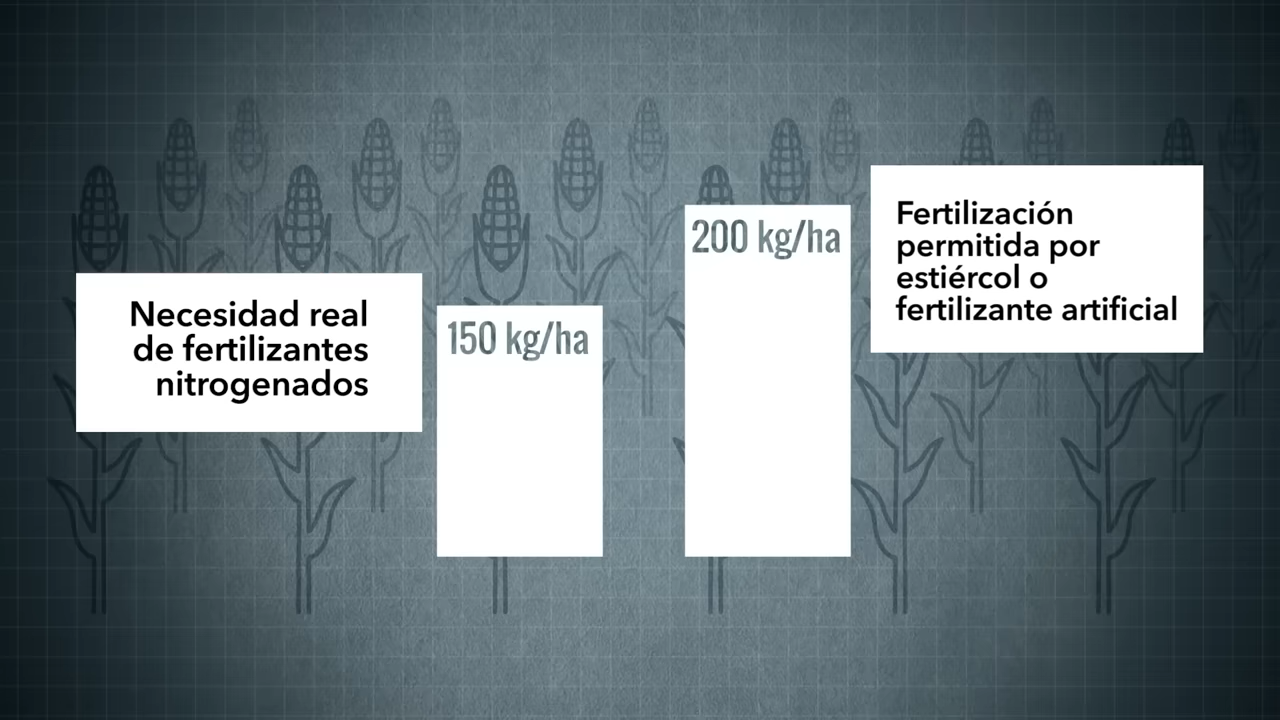 Necesidad real
de fertilizantes
nitrogenados
150 kg/ha
200 kg/ha
Fertilización
permitida por
estiércol o
fertilizante artificial